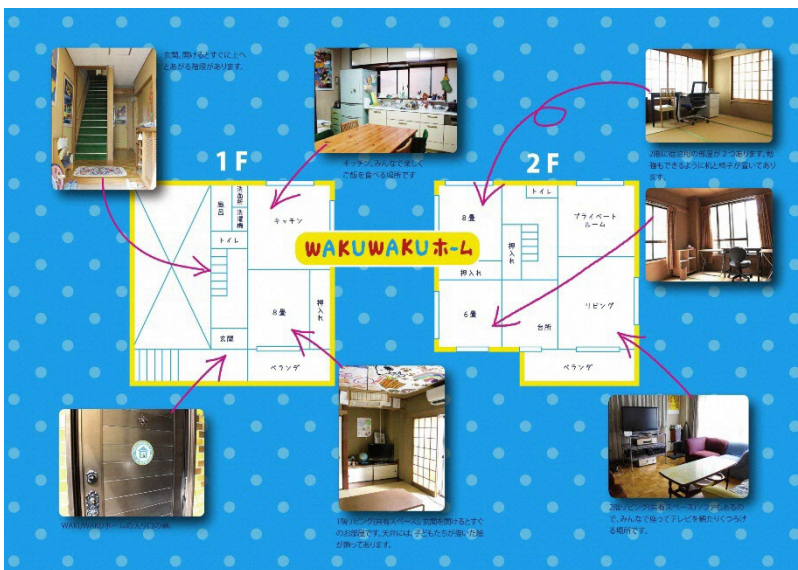 玄関、開けるとすぐに上へ
とあがる階段があります。
1F
キッチン。みんなで楽しく
ご飯を食べる場所です
2F
2階に宿泊用の部屋が2つあります。勉
強もできるように机と椅子が置いてあり
ます。
風呂
洗面所
洗濯機
キッチン
トイレ
8畳
押入れ
玄関
ベランダ
WAKUWAKUホーム
トイレ
8畳
プライベート
ルーム
押入れ
押入れ
6畳
台所
リビング
ベランダ
WAKUWAKUホームの入り口の扉。
1階リビング(共有スペース)。玄関を開けるとすぐ
のお部屋です。天井には、子どもたちが描いた絵
が飾ってあります。
2階リビング(共有スペース)ソファもあるの
で、みんなで座ってテレビを観たりくつろげ
る場所です。